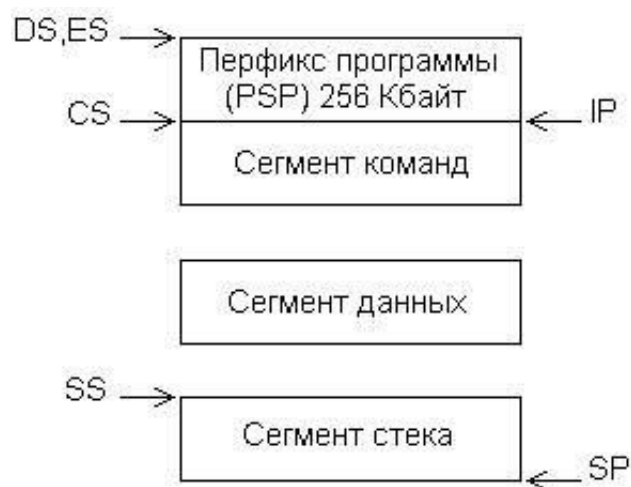 DS,ES
Перфикс программы
(PSP) 256 Кбайт
CS
IP
Сегмент команд
Сегмент данных
SS
Сегмент стека
SP